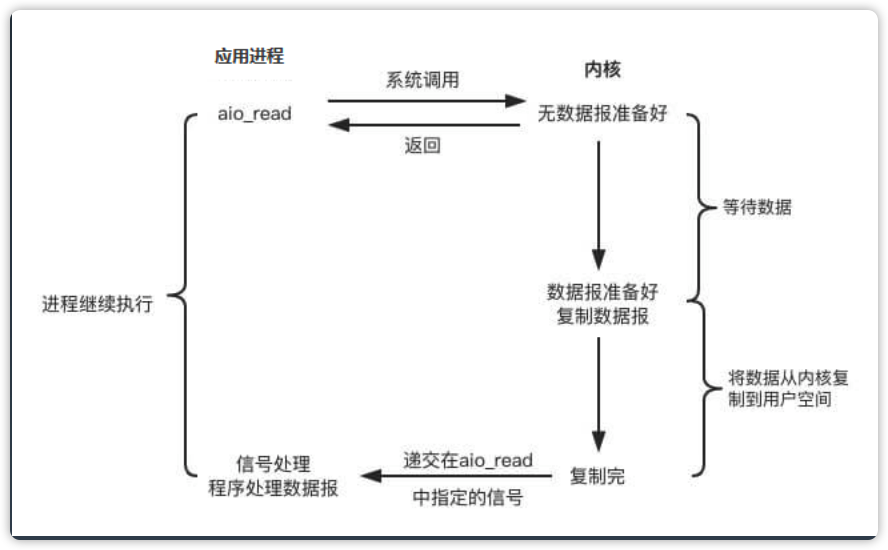 应用进程
内核
系统调用
aio_read
无数据报准备好
返回
等待数据
数据报准备好
复制数据报
进程继续执行
将数据从内核复
制到用户空间
信号处理
程序处理数据报
递交在aio_read
中指定的信号
复制完